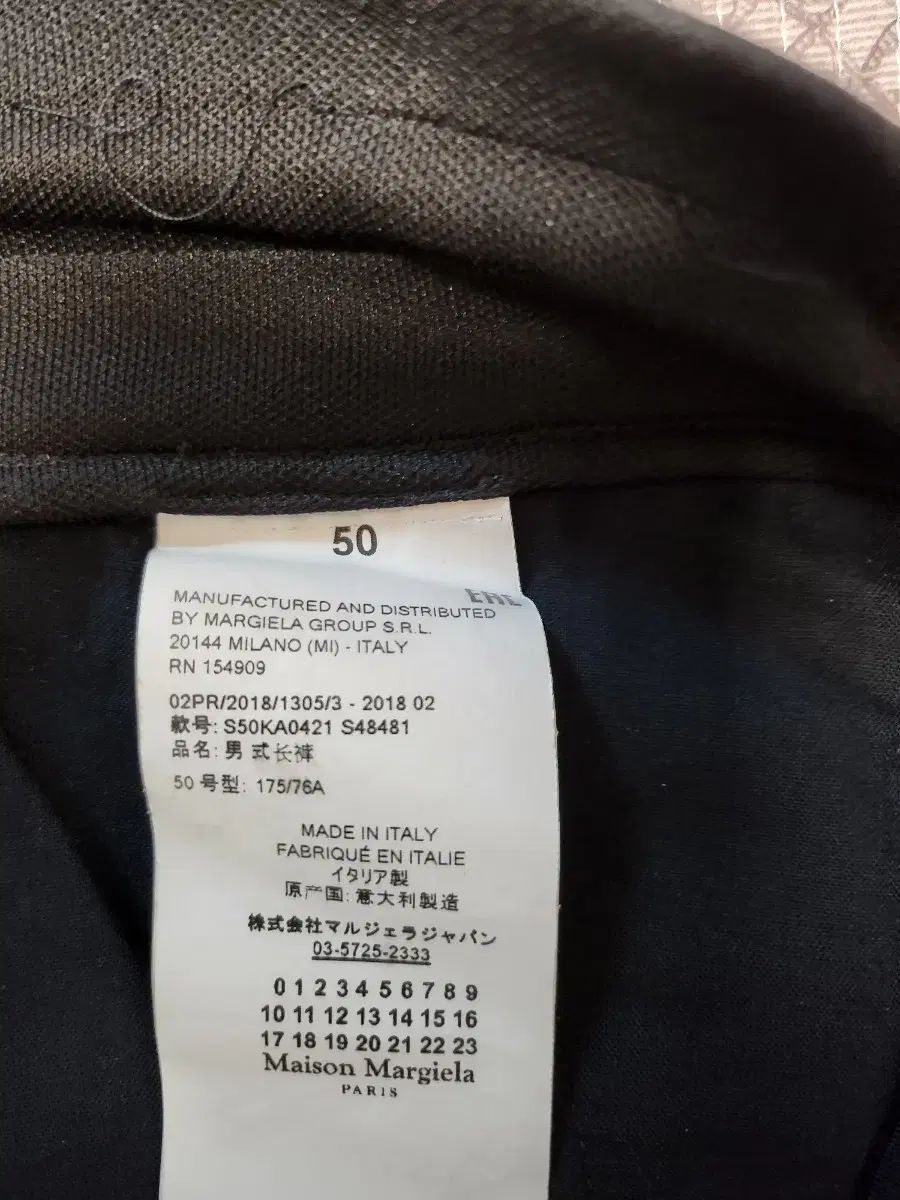 50
EAC
MANUFACTURED AND DISTRIBUTED
BY MARGIELA GROUP S.R.L.
20144 MILANO (MI) - ITALY
RN 154909
02PR/2018/1305/3 - 2018 02
款号: S50KA0421 S48481
品名: 男 式长裤
50 号型: 175/76A
MADE IN ITALY
FABRIQUÉ EN ITALIE
イタリア製
原产国: 意大利製造
株式会社マルジェラジャパン
03-5725-2333
0 1 2 3 4 5 6 7 8 9
10 11 12 13 14 15 16
17 18 19 20 21 22 23
Maison Margiela
PARIS